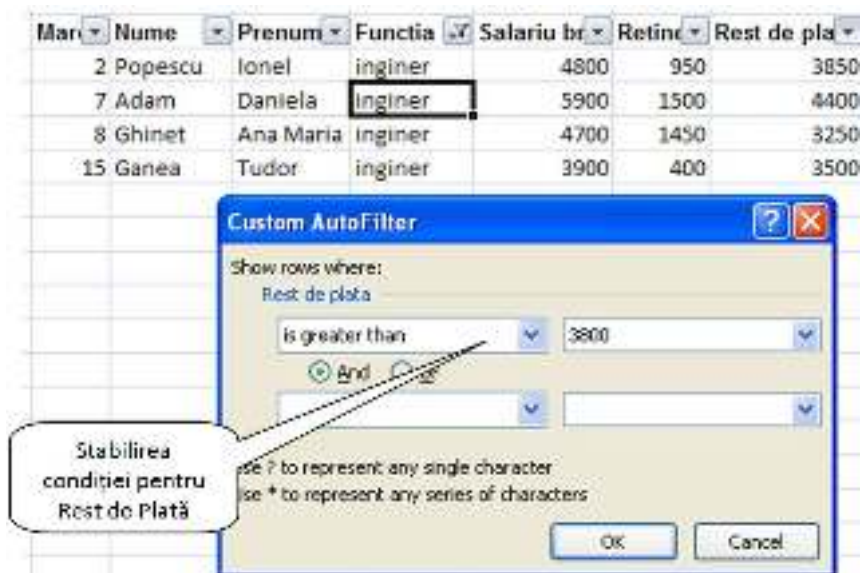 Mar Nume Prenum Functia Salariu br Retine Rest de pla
2 Popescu Ionel inginer 4800 950 3850
7 Adam Daniela inginer 5900 1500 4400
8 Ghinet Ana Maria inginer 4700 1450 3250
15 Ganea Tudor inginer 3900 400 3500
Custom AutoFilter
Show rows where:
Rest de plata
is greater than 3800
And
Stabilirea
condiției pentru
Rest de Plată
se ? to represent any single character
se * to represent any series of characters
OK Cancel